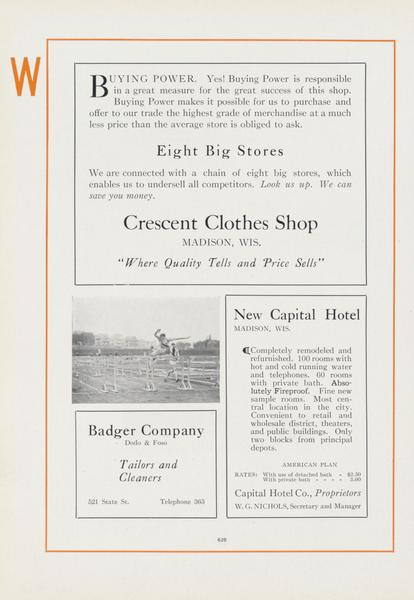 W
BUYING POWER. Yes! Buying Power is responsible
in a great measure for the great success of this shop.
Buying Power makes it possible for us to purchase and
offer to our trade the highest grade of merchandise at a much
less price than the average store is obliged to ask.
Eight Big Stores
We are connected with a chain of eight big stores, which
enables us to undersell all competitors. Look us up. We can
save you money.
Crescent Clothes Shop
MADISON, WIS.
"Where Quality Tells and Price Sells"
Badger Company
Dodo & Foso
Tailors and
Cleaners
521 State St. Telephone 365
New Capital Hotel
MADISON, WIS.
¶Completely remodeled and
refurnished. 100 rooms with
hot and cold running water
and telephones. 60 rooms
with private bath. Abso-
lutely Fireproof. Fine new
sample rooms. Most cen-
tral location in the city.
Convenient to retail and
wholesale district, theaters,
and public buildings. Only
two blocks from principal
depots.
AMERICAN PLAN
RATES: With use of detached bath - $2.50
With private bath - - - - 3.00
Capital Hotel Co., Proprietors
W. G. NICHOLS, Secretary and Manager
620